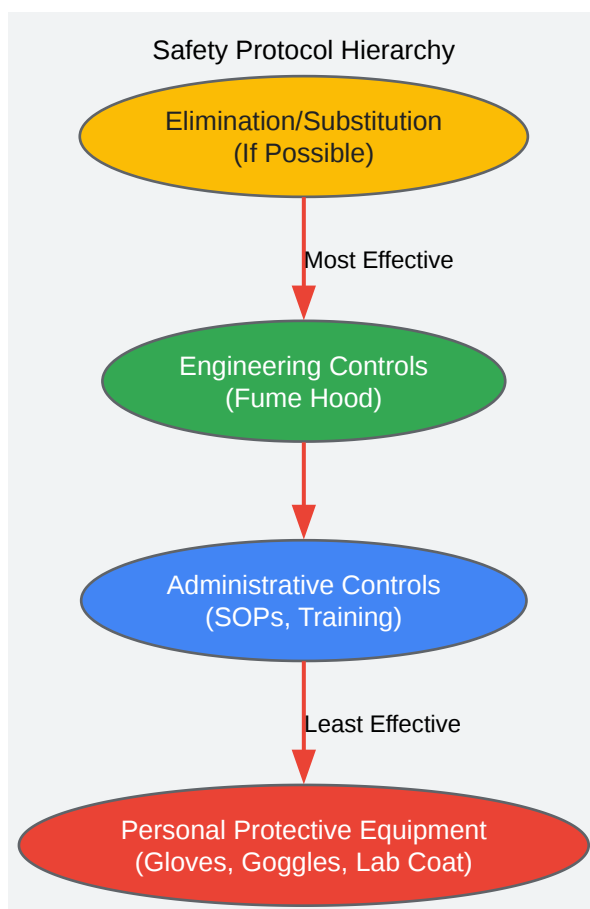 Safety Protocol Hierarchy
Elimination/Substitution
(If Possible)
Most Effective
Engineering Controls
(Fume Hood)
Administrative Controls
(SOPs, Training)
Least Effective
Personal Protective Equipment
(Gloves, Goggles, Lab Coat)